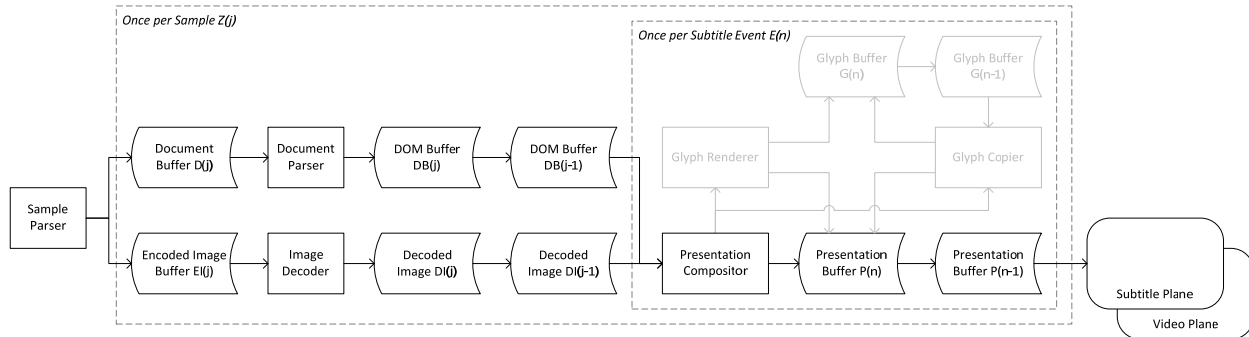 Once per Sample Z(j)
Once per Subtitle Event E(n)
Glyph Buffer
G(n)
Glyph Buffer
G(n-1)
Document
Buffer D(j)
Document
Parser
DOM Buffer
DB(j)
DOM Buffer
DB(j-1)
Glyph Renderer
Glyph Copier
Sample
Parser
Encoded Image
Buffer EI(j)
Image
Decoder
Decoded
Image DI(j)
Decoded
Image DI(j-1)
Presentation
Compositor
Presentation
Buffer P(n)
Presentation
Buffer P(n-1)
Subtitle Plane
Video Plane